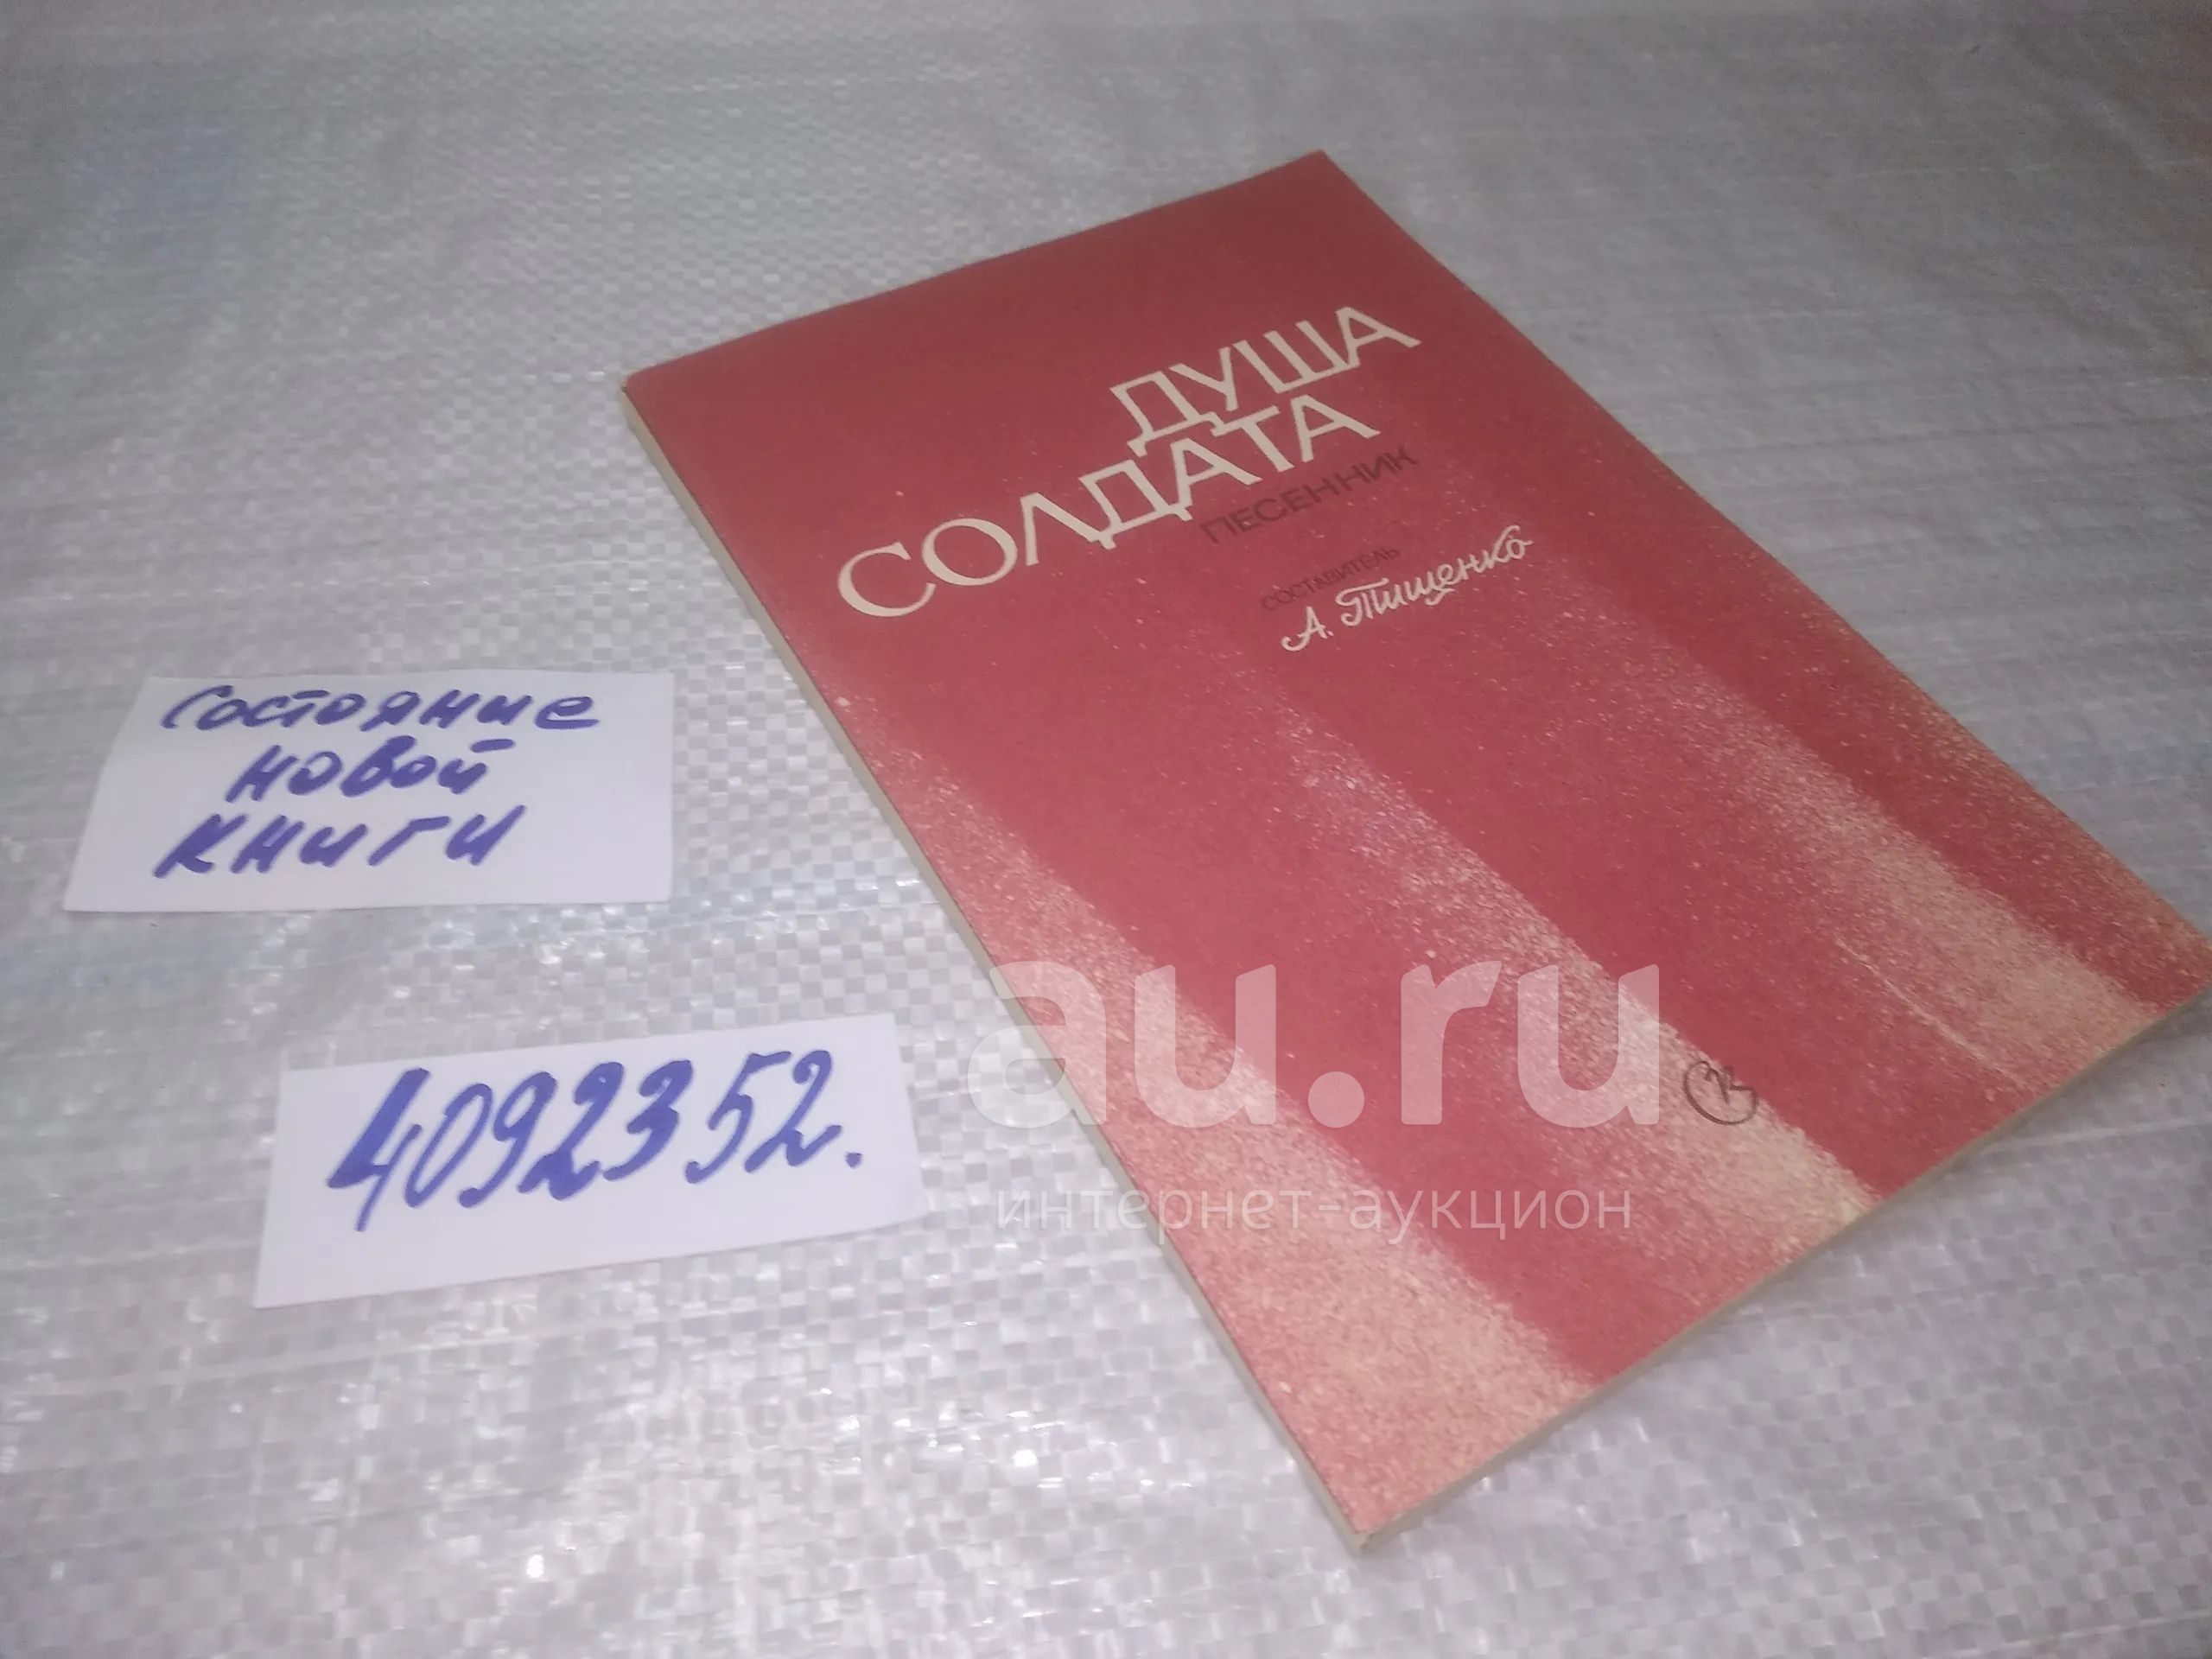 ДУША
СОЛДАТА
ПЕСЕННИК
СОСТАВИТЕЛЬ
А. Тищенко
Состояние
новой
книги
4092352.
au.ru
интернет-аукцион